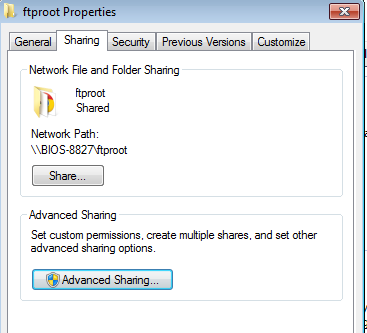 ftproot Properties
General Sharing Security Previous Versions Customize
Network File and Folder Sharing
ftproot
Shared
Network Path:
\\BIOS-8827\ftproot
Share...
Advanced Sharing
Set custom permissions, create multiple shares, and set other
advanced sharing options.
Advanced Sharing...